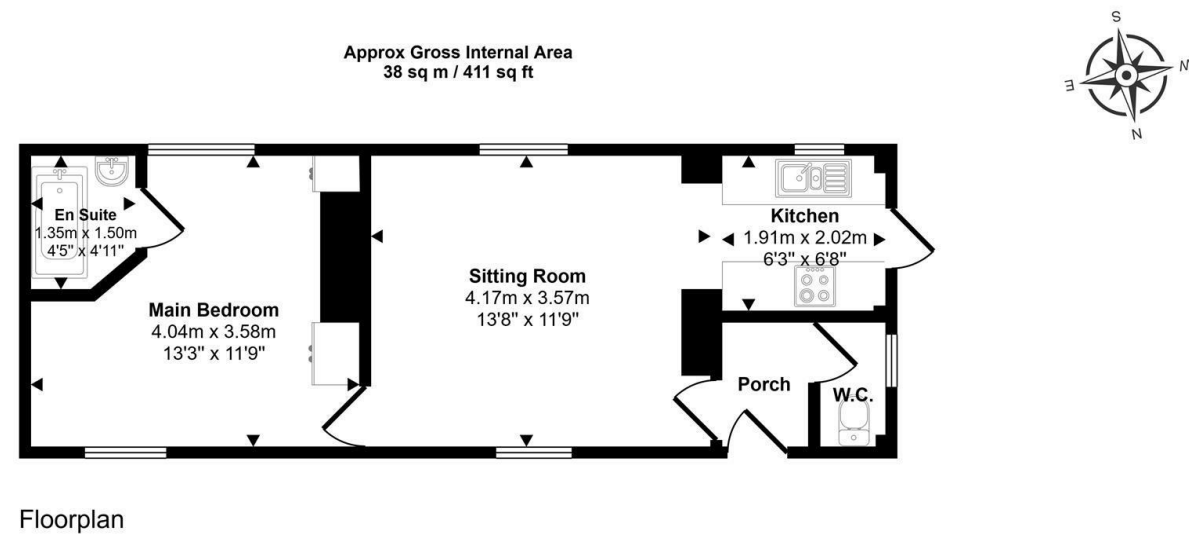 Approx Gross Internal Area
38 sq m / 411 sq ft
S
W
E
N
En Suite
1.35m x 1.50m
4'5" x 4'11"
Main Bedroom
4.04m x 3.58m
13'3" x 11'9"
Sitting Room
4.17m x 3.57m
13'8" x 11'9"
Kitchen
1.91m x 2.02m
6'3" x 6'8"
Porch
W.C.
Floorplan